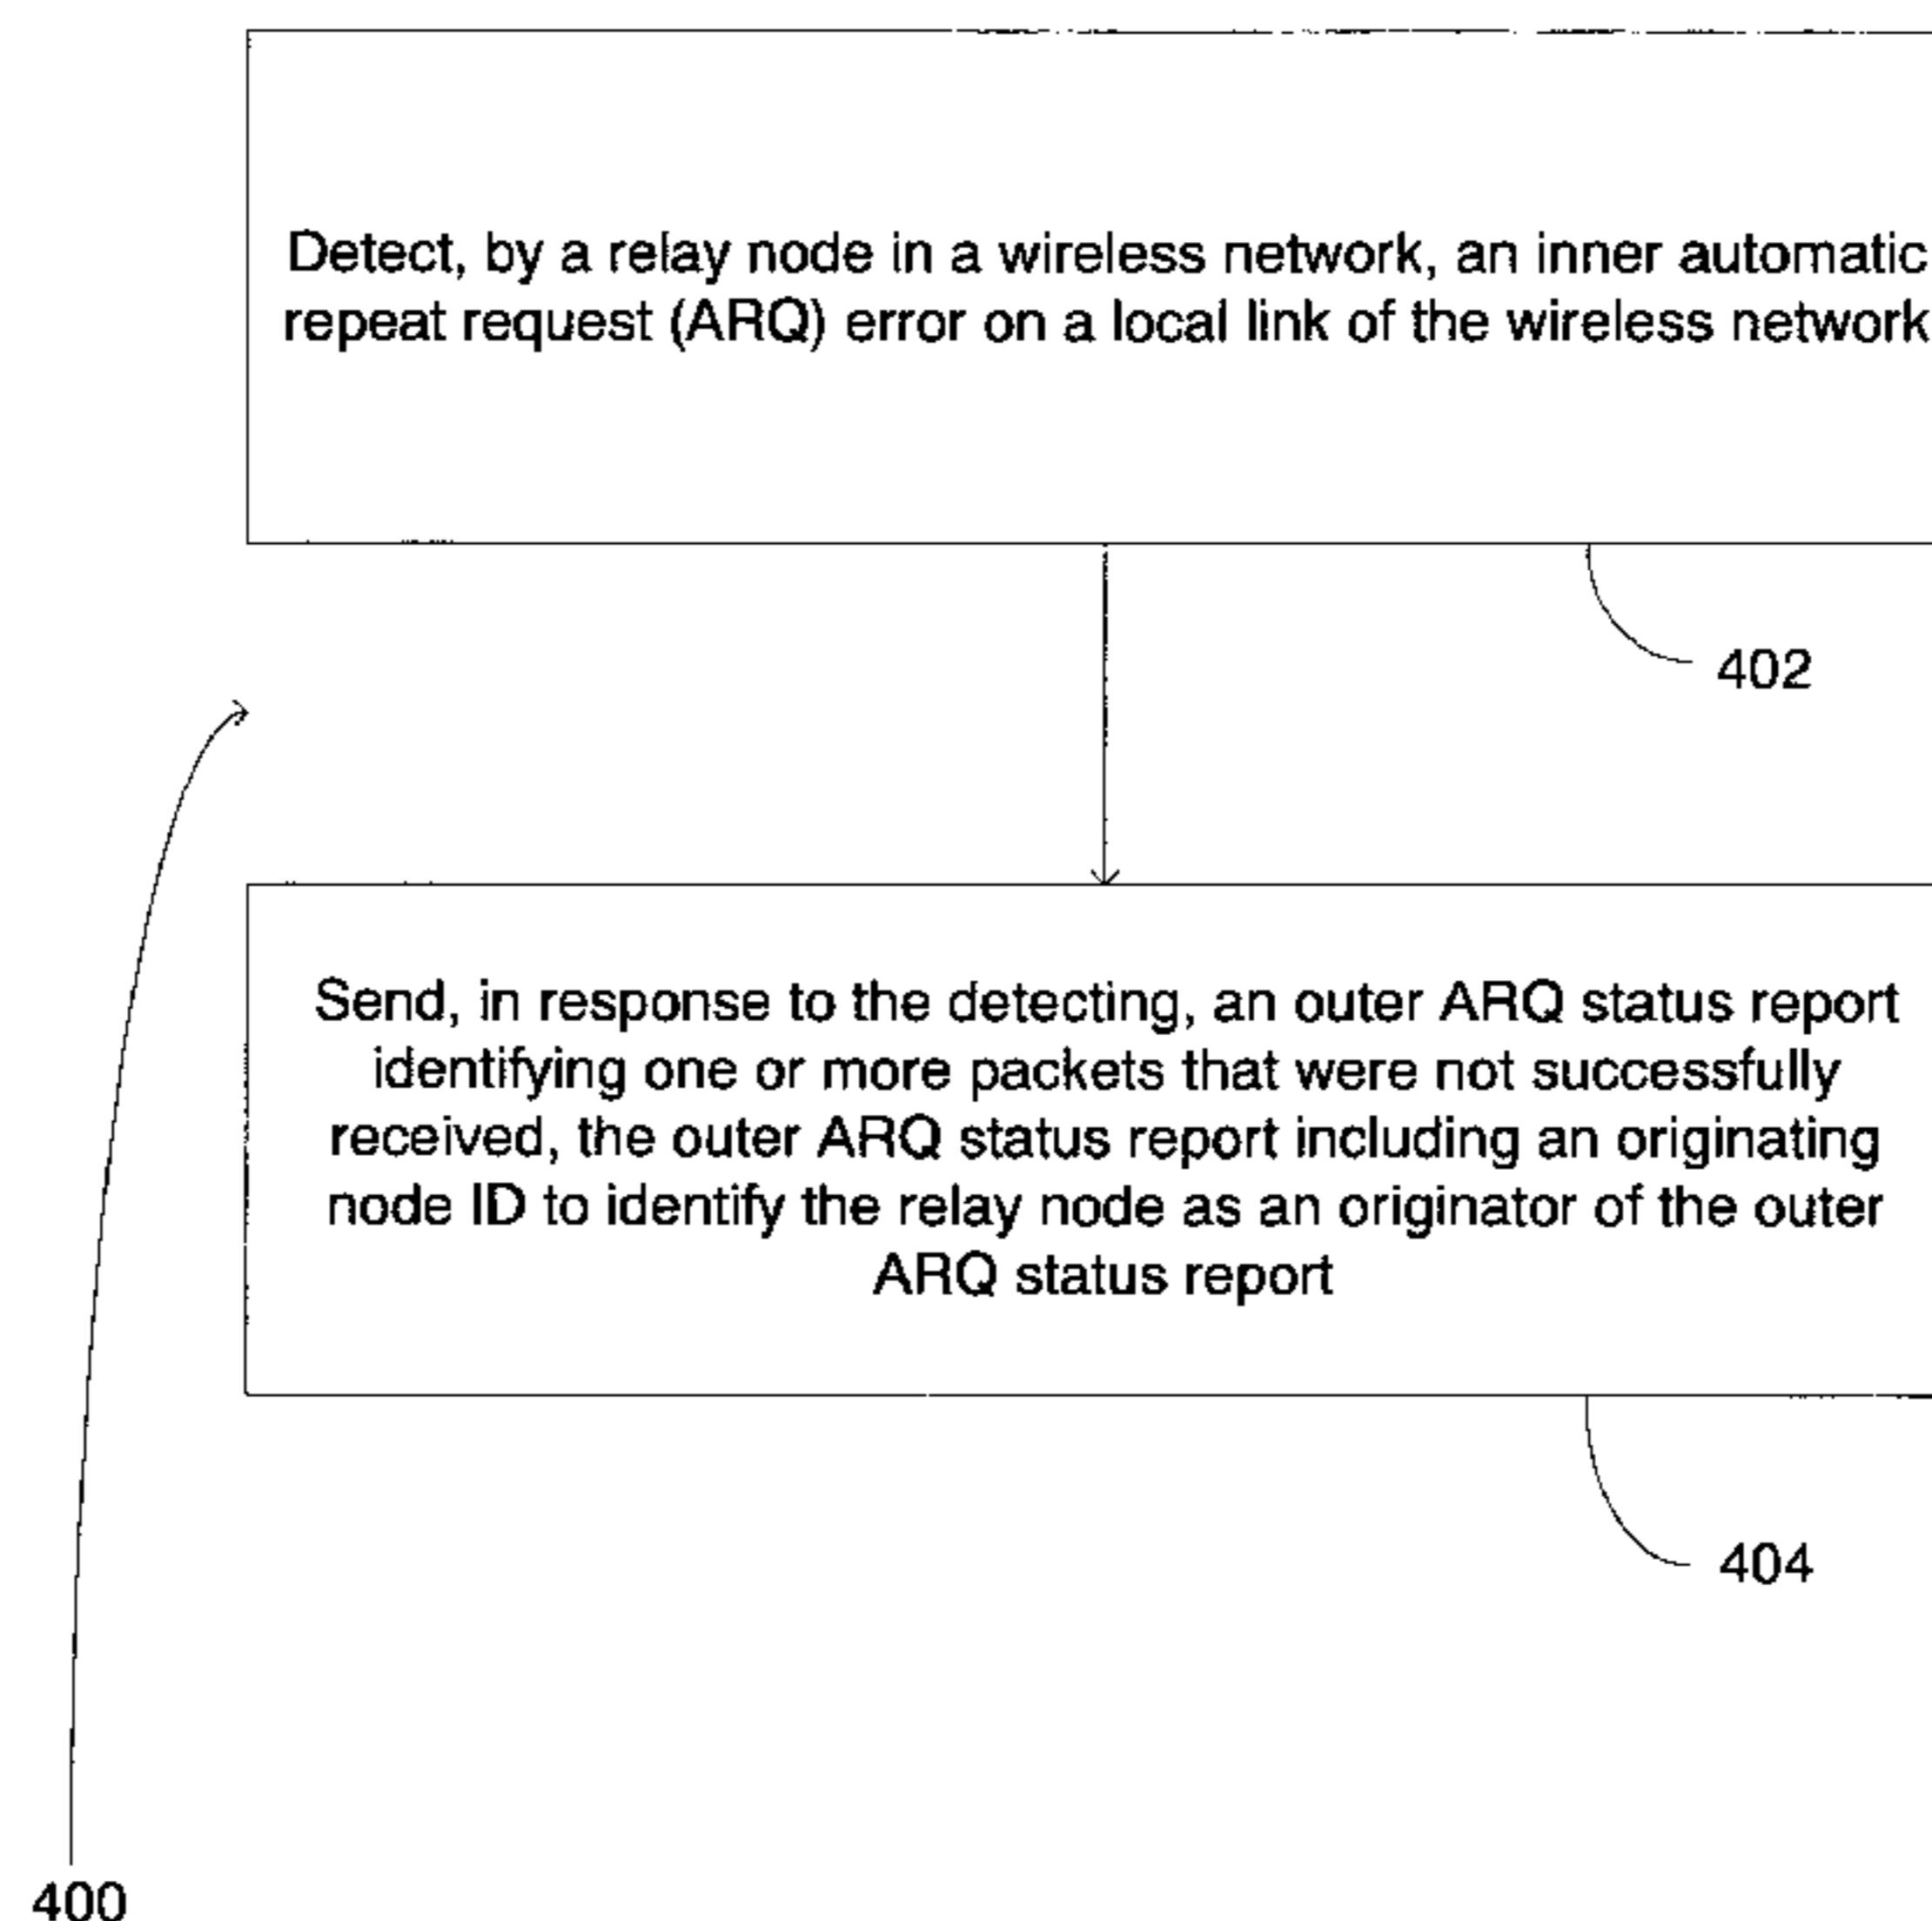 Detect, by a relay node in a wireless network, an inner automatic
repeat request (ARQ) error on a local link of the wireless network
402
Send, in response to the detecting, an outer ARQ status report
identifying one or more packets that were not successfully
received, the outer ARQ status report including an originating
node ID to identify the relay node as an originator of the outer
ARQ status report
404
400